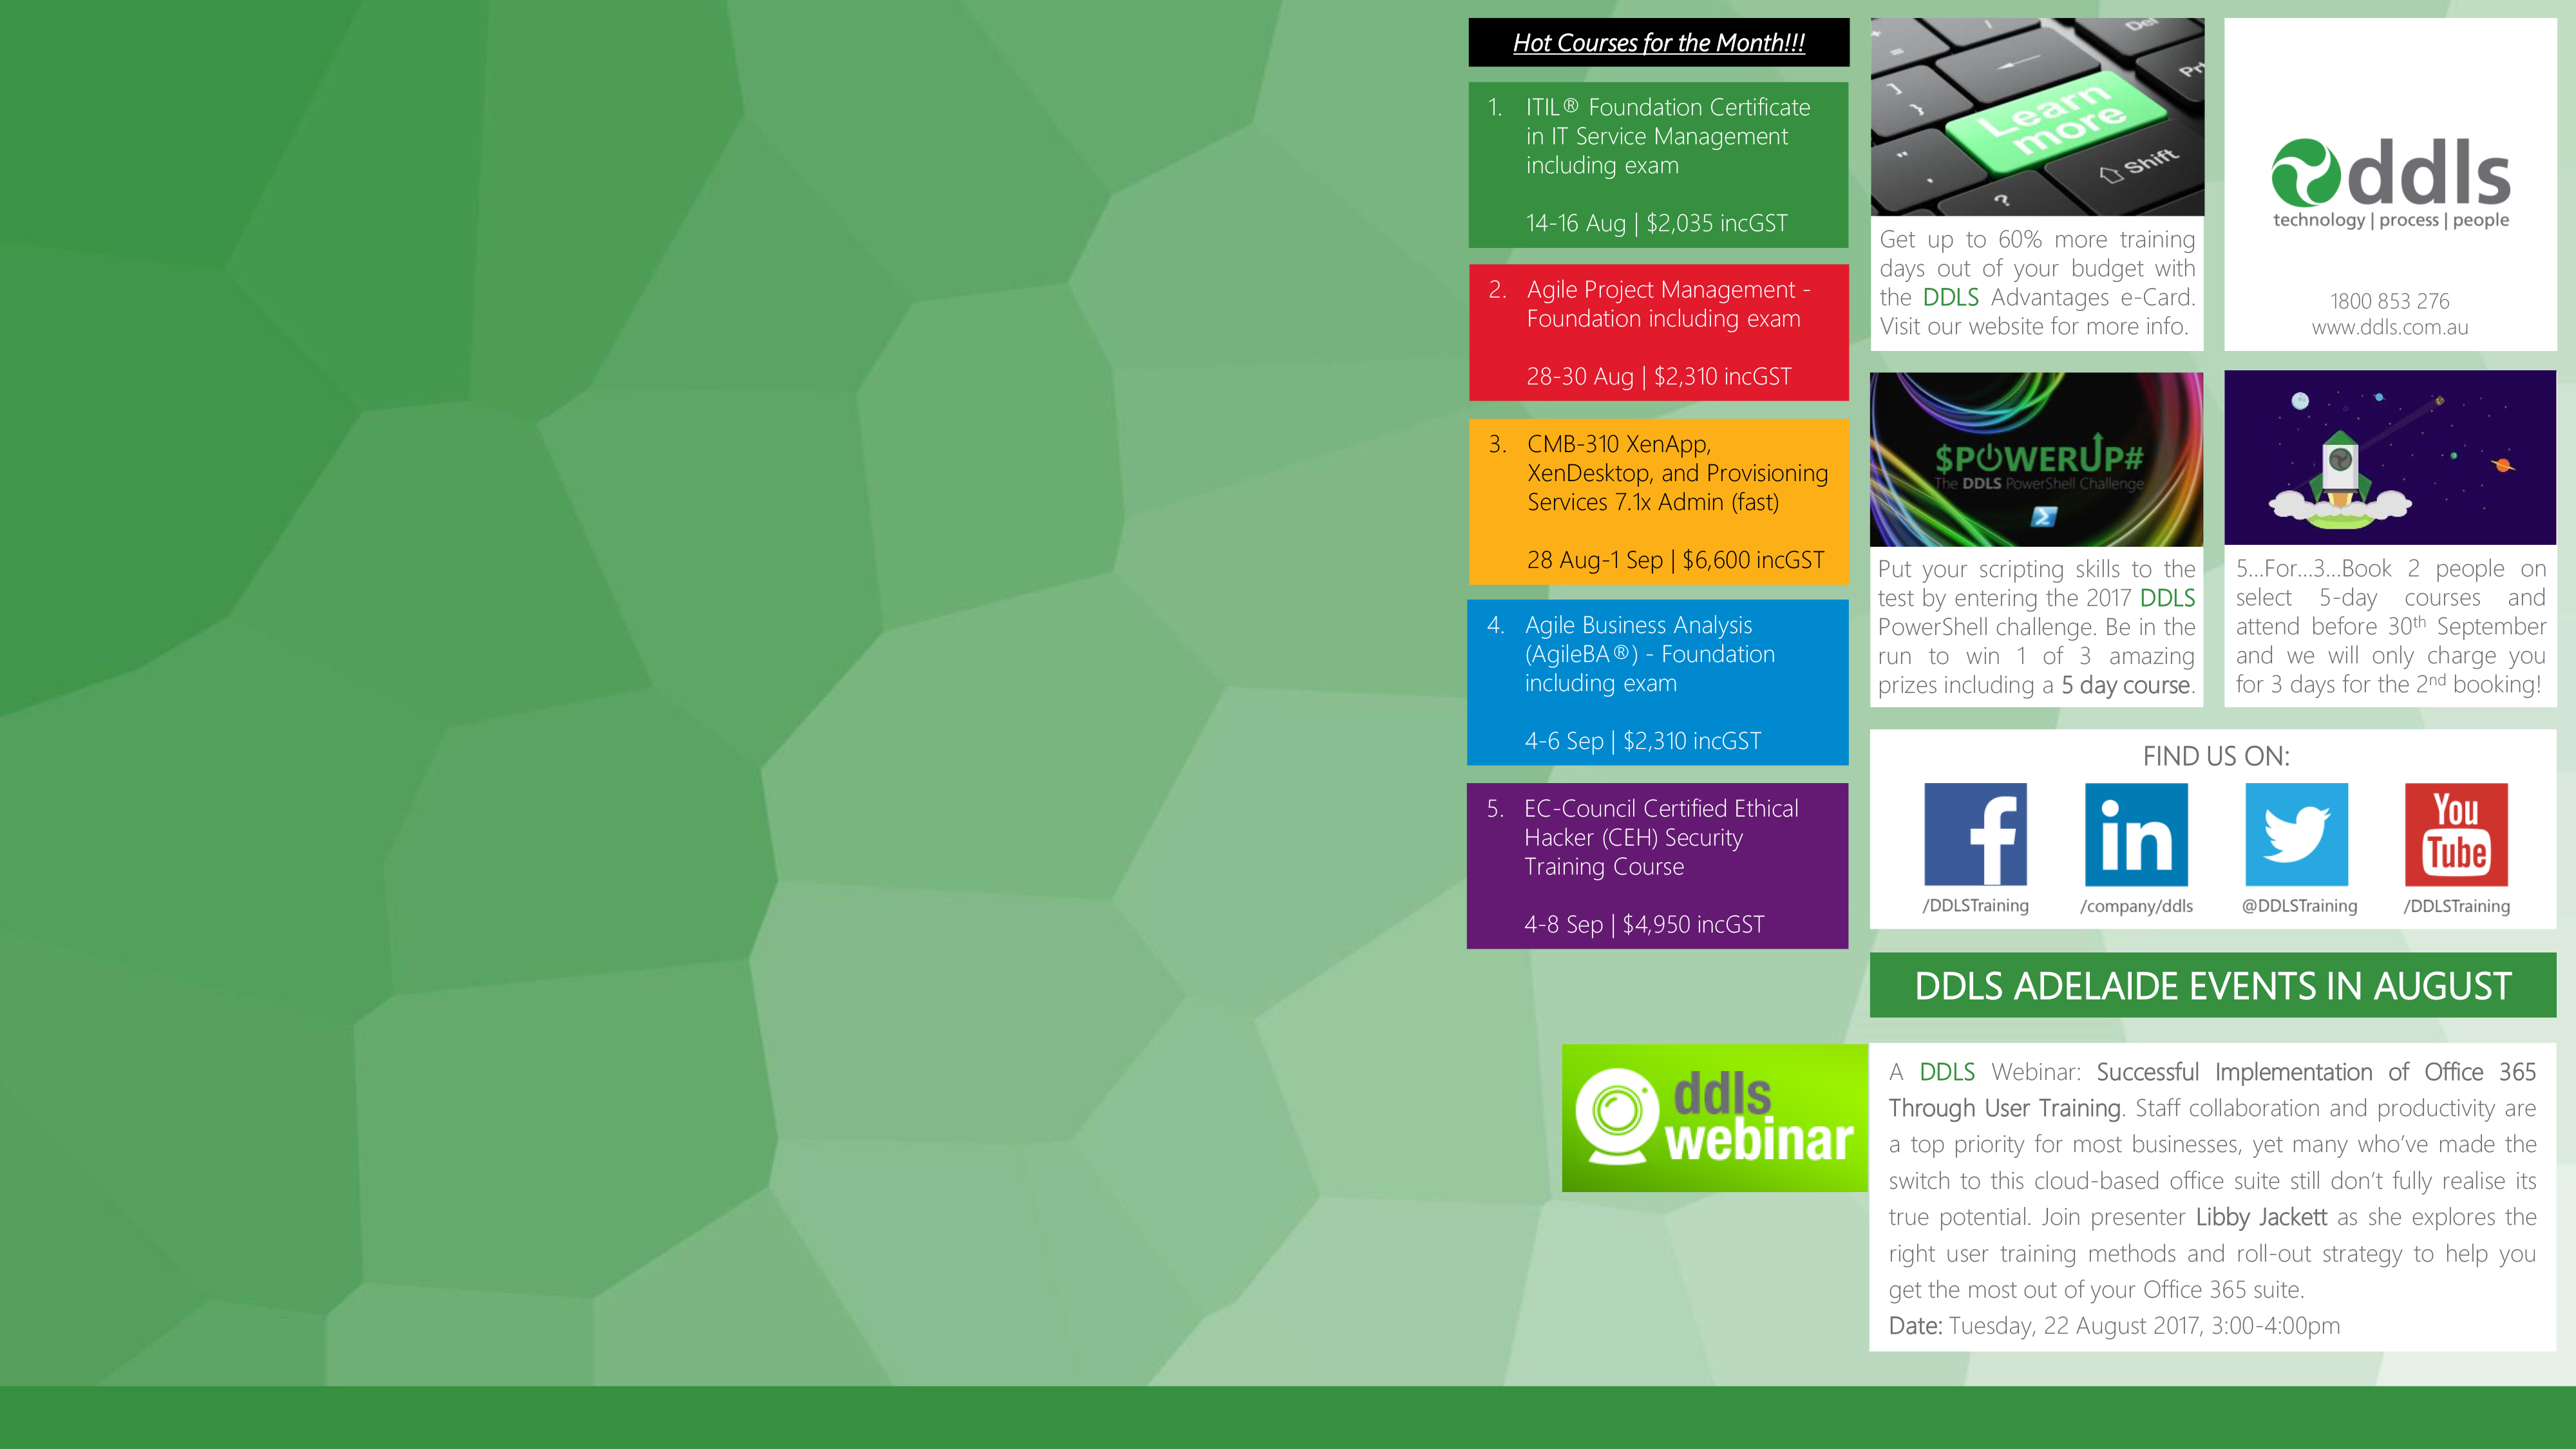 Hot Courses for the Month!!!
1. ITIL® Foundation Certificate
in IT Service Management
including exam
14-16 Aug | $2,035 incGST
2. Agile Project Management -
Foundation including exam
28-30 Aug | $2,310 incGST
3. CMB-310 XenApp,
XenDesktop, and Provisioning
Services 7.1x Admin (fast)
28 Aug-1 Sep | $6,600 incGST
4. Agile Business Analysis
(AgileBA®) - Foundation
including exam
4-6 Sep | $2,310 incGST
5. EC-Council Certified Ethical
Hacker (CEH) Security
Training Course
4-8 Sep | $4,950 incGST
Del
Prt
Learn
more
Shift
Get up to 60% more training
days out of your budget with
the DDLS Advantages e-Card.
Visit our website for more info.
ddls
technology | process | people
1800 853 276
www.ddls.com.au
$POWERUP#
The DDLS PowerShell Challenge
Put your scripting skills to the
test by entering the 2017 DDLS
PowerShell challenge. Be in the
run to win 1 of 3 amazing
prizes including a 5 day course.
5...For...3...Book 2 people on
select 5-day courses and
attend before 30th September
and we will only charge you
for 3 days for the 2nd booking!
FIND US ON:
f
in
You
Tube
/DDLSTraining
/company/ddls
@DDLSTraining
/DDLSTraining
DDLS ADELAIDE EVENTS IN AUGUST
ddls
webinar
A DDLS Webinar: Successful Implementation of Office 365
Through User Training. Staff collaboration and productivity are
a top priority for most businesses, yet many who've made the
switch to this cloud-based office suite still don't fully realise its
true potential. Join presenter Libby Jackett as she explores the
right user training methods and roll-out strategy to help you
get the most out of your Office 365 suite.
Date: Tuesday, 22 August 2017, 3:00-4:00pm